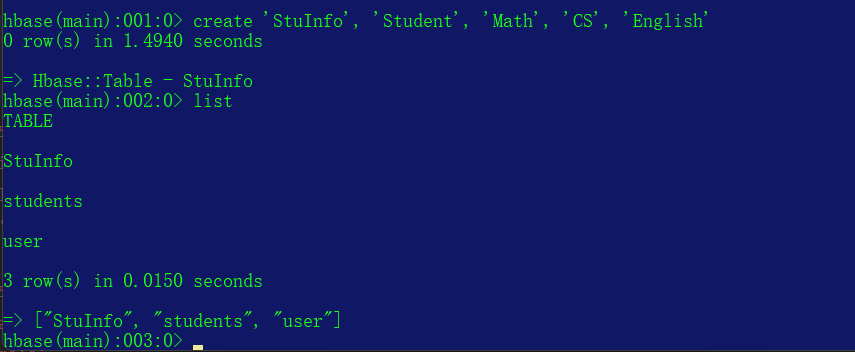 hbase(main):001:0> create 'StuInfo', 'Student', 'Math', 'CS', 'English'
0 row(s) in 1.4940 seconds
=> Hbase::Table - StuInfo
hbase(main):002:0> list
TABLE
StuInfo
students
user
3 row(s) in 0.0150 seconds
=> ["StuInfo", "students", "user"]
hbase(main):003:0>